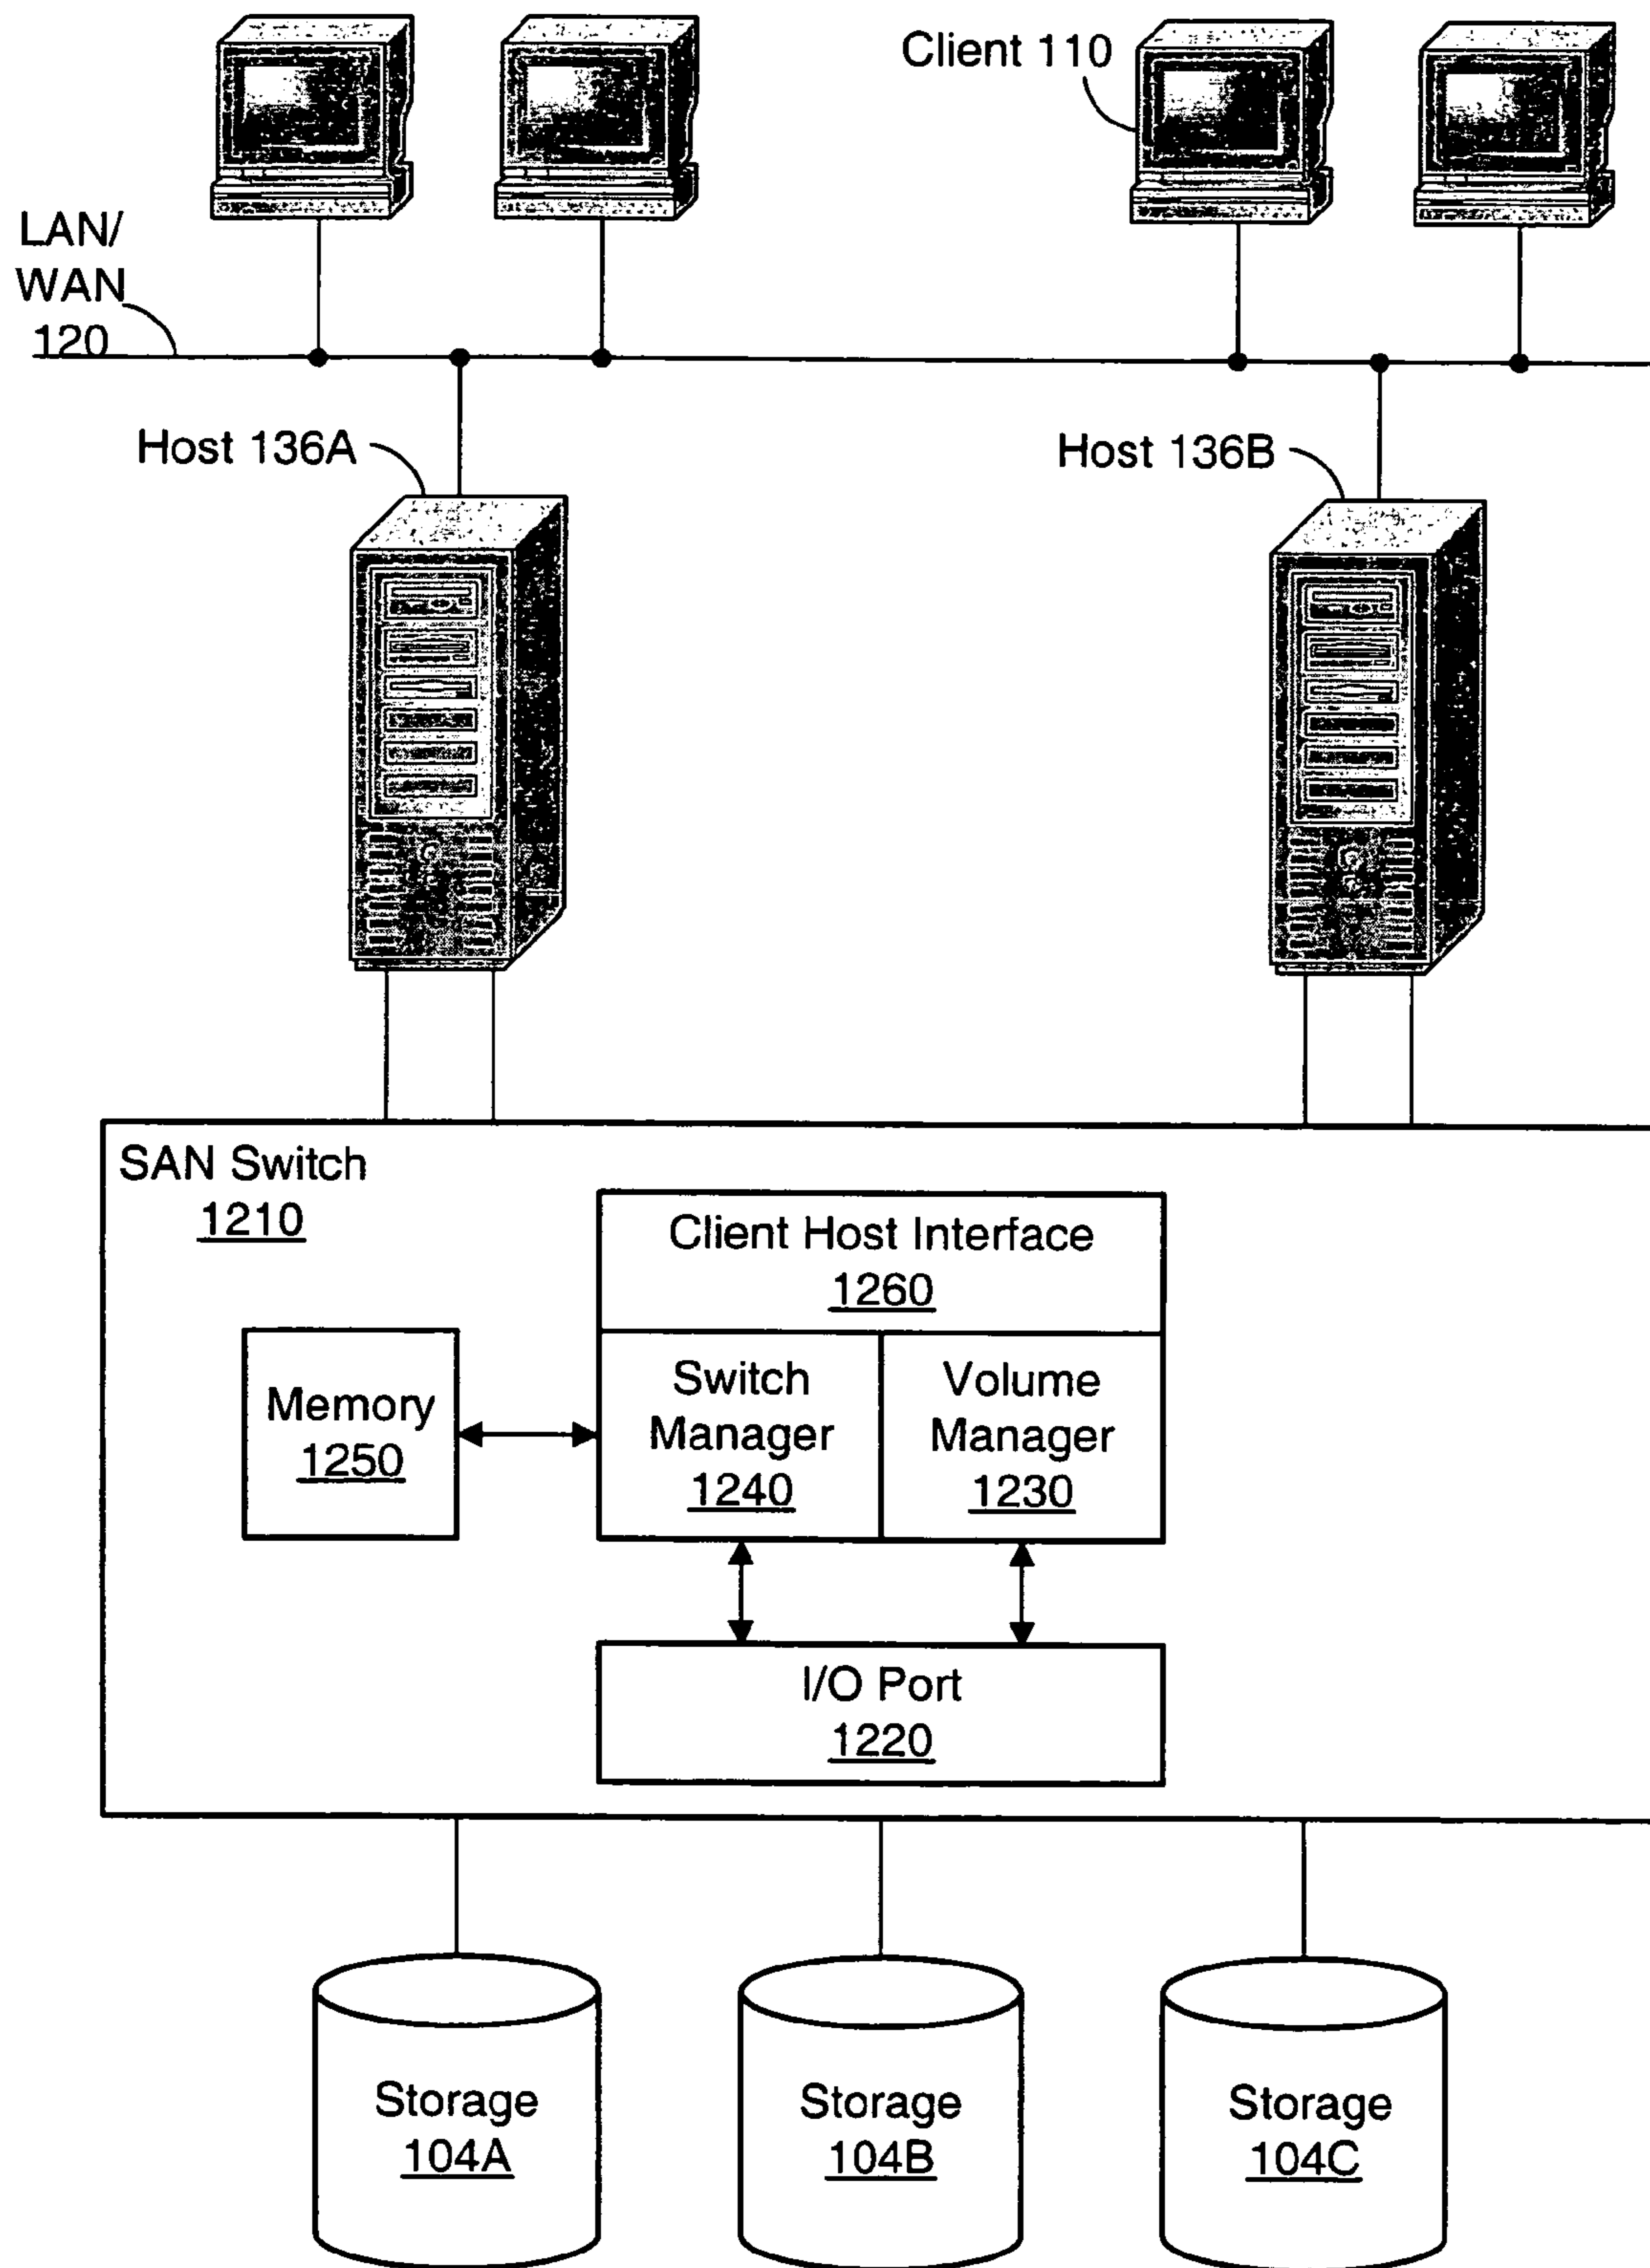 Client 110
LAN/
WAN
120
Host 136A
Host 136B
SAN Switch
1210
Client Host Interface
1260
Memory
1250
Switch
Manager
1240
Volume
Manager
1230
I/O Port
1220
Storage
104A
Storage
104B
Storage
104C